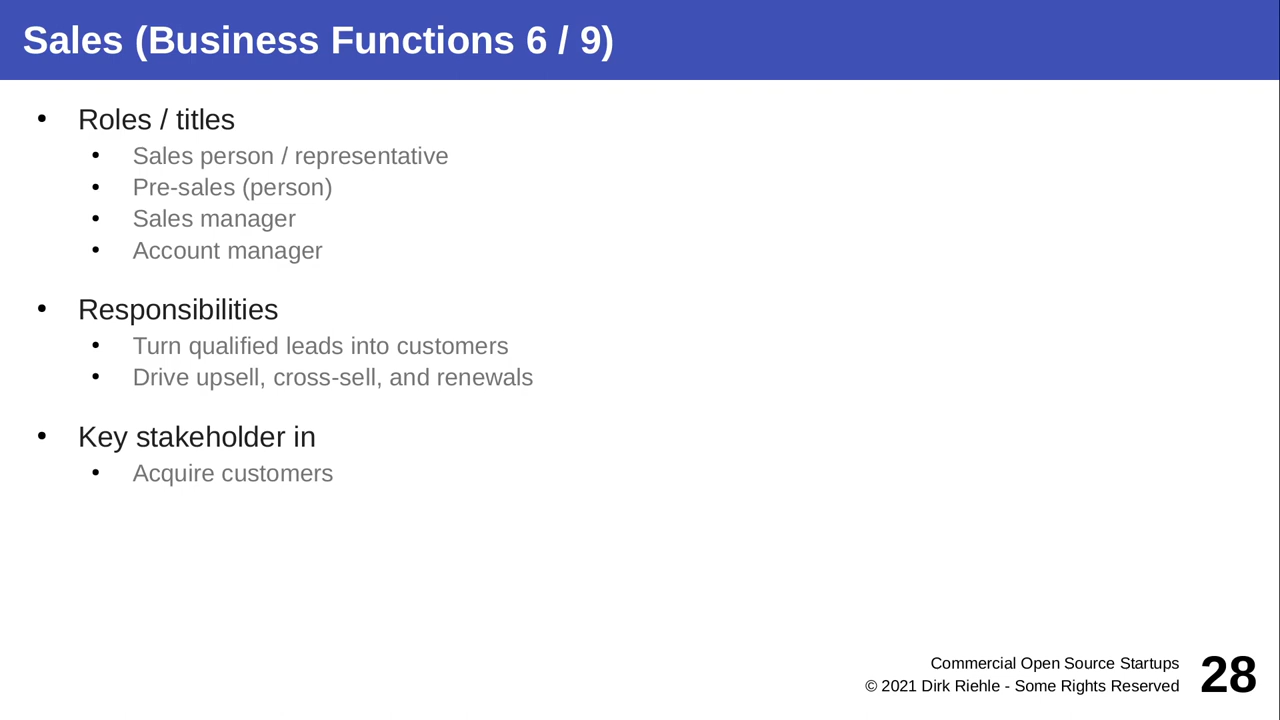 Sales (Business Functions 6 / 9)
• Roles / titles
• Sales person / representative
• Pre-sales (person)
• Sales manager
• Account manager
• Responsibilities
• Turn qualified leads into customers
• Drive upsell, cross-sell, and renewals
• Key stakeholder in
• Acquire customers
Commercial Open Source Startups
© 2021 Dirk Riehle - Some Rights Reserved
28